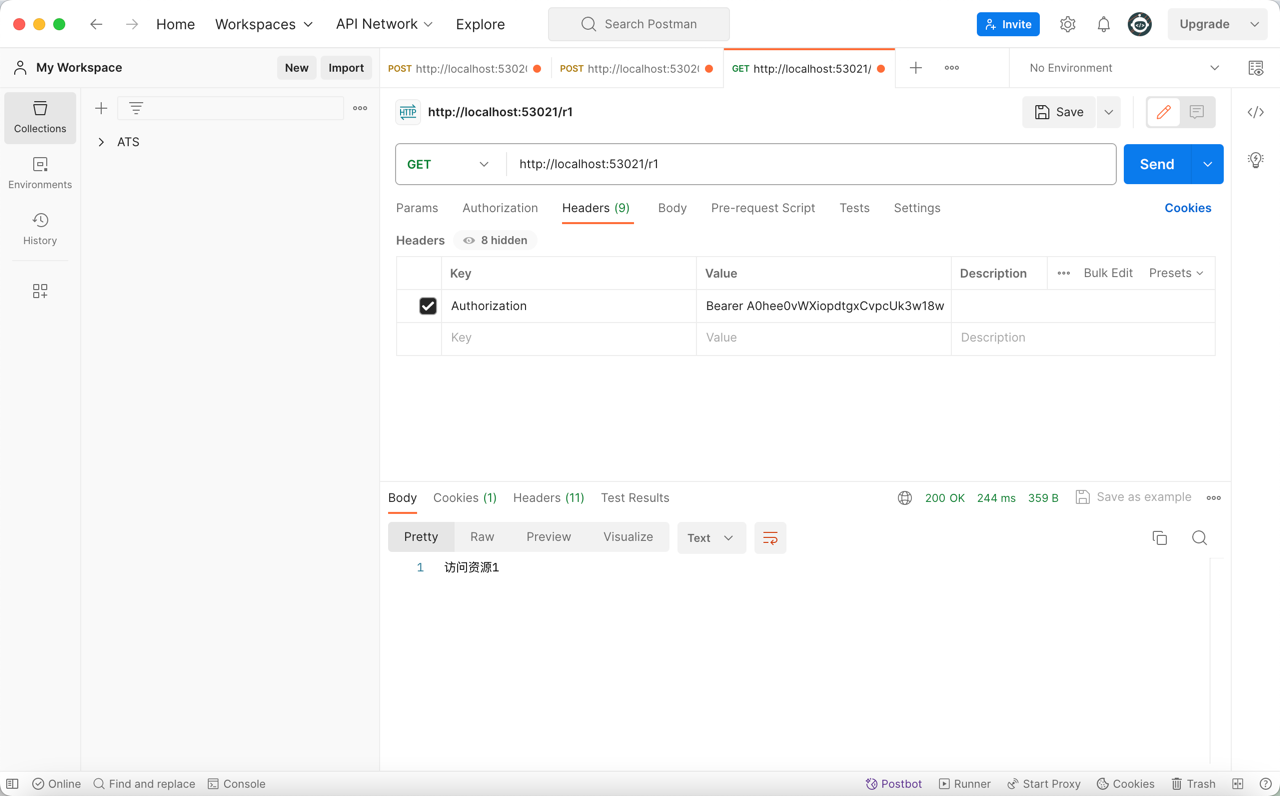 Home Workspaces API Network Explore Search Postman Invite Upgrade
My Workspace New Import POST http://localhost:5302 POST http://localhost:5302 GET http://localhost:53021/ No Environment
Collections
Environments
History
ATS
HTTP http://localhost:53021/r1 Save
GET http://localhost:53021/r1 Send
Params Authorization Headers (9) Body Pre-request Script Tests Settings Cookies
Headers 8 hidden
Key Value Description Bulk Edit Presets
Authorization Bearer A0hee0vWXiopdtgxCvpcUk3w18w
Key Value Description
Body Cookies (1) Headers (11) Test Results 200 OK 244 ms 359 B Save as example
Pretty Raw Preview Visualize Text
1 访问资源1
Online Find and replace Console Postbot Runner Start Proxy Cookies Trash